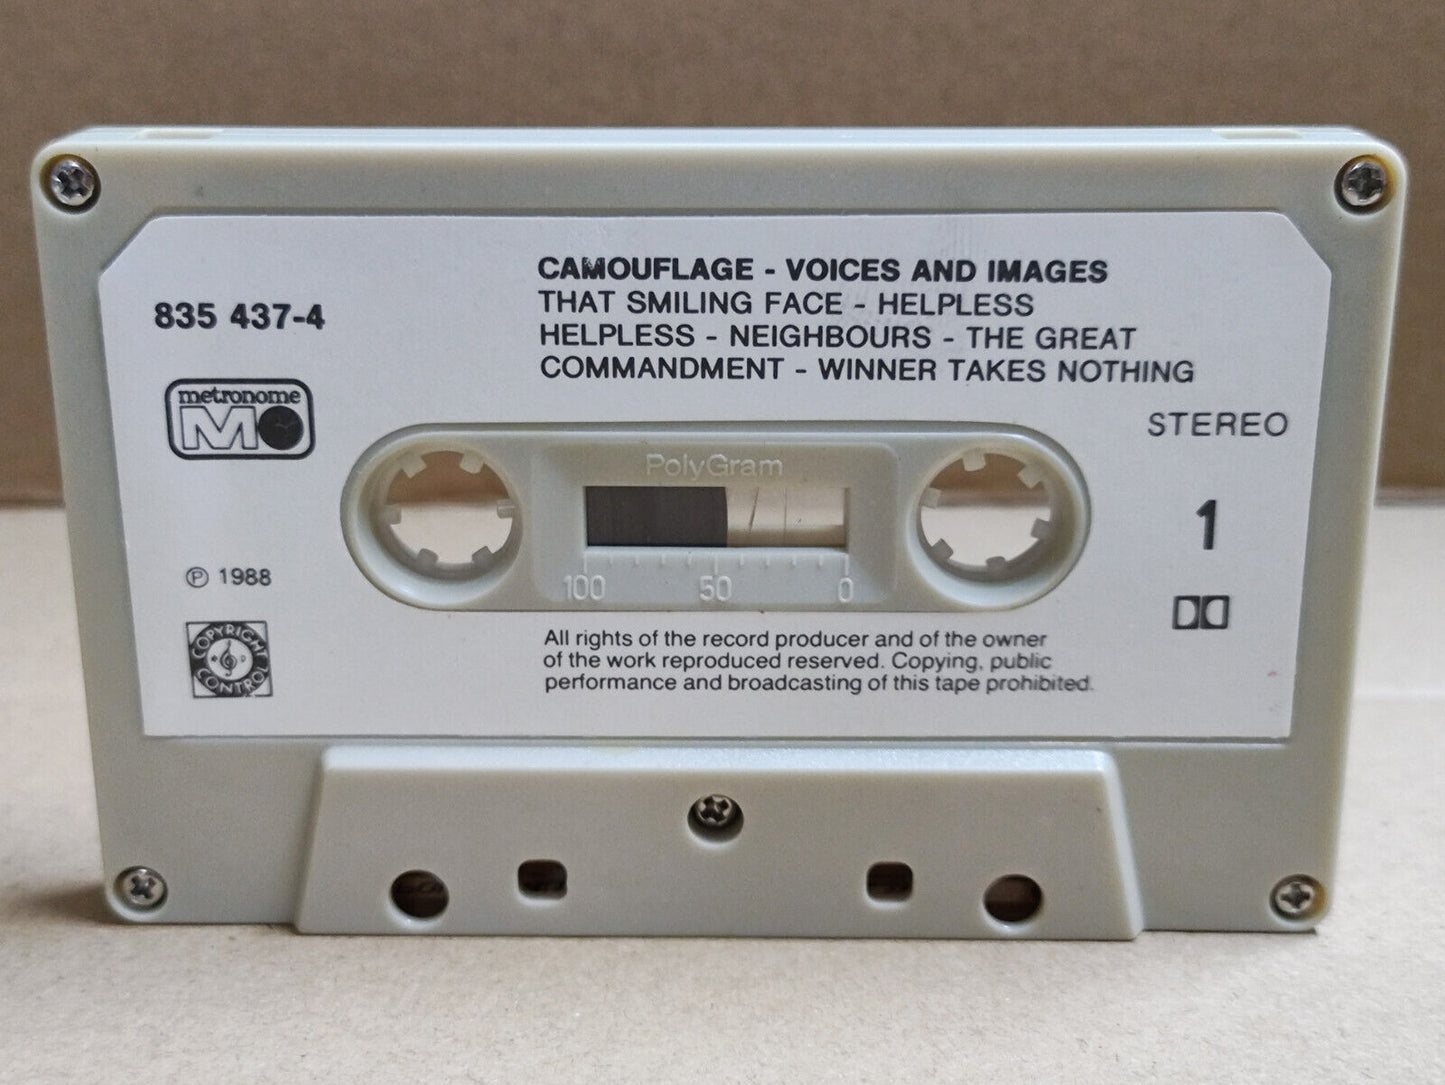 CAMOUFLAGE - VOICES AND IMAGES
THAT SMILING FACE - HELPLESS
HELPLESS - NEIGHBOURS - THE GREAT
COMMANDMENT - WINNER TAKES NOTHING
835 437-4
metronome
M
STEREO
PolyGram
1
100 50 0
℗ 1988
COPYRIGHT
CONTROL
All rights of the record producer and of the owner
of the work reproduced reserved. Copying, public
performance and broadcasting of this tape prohibited.